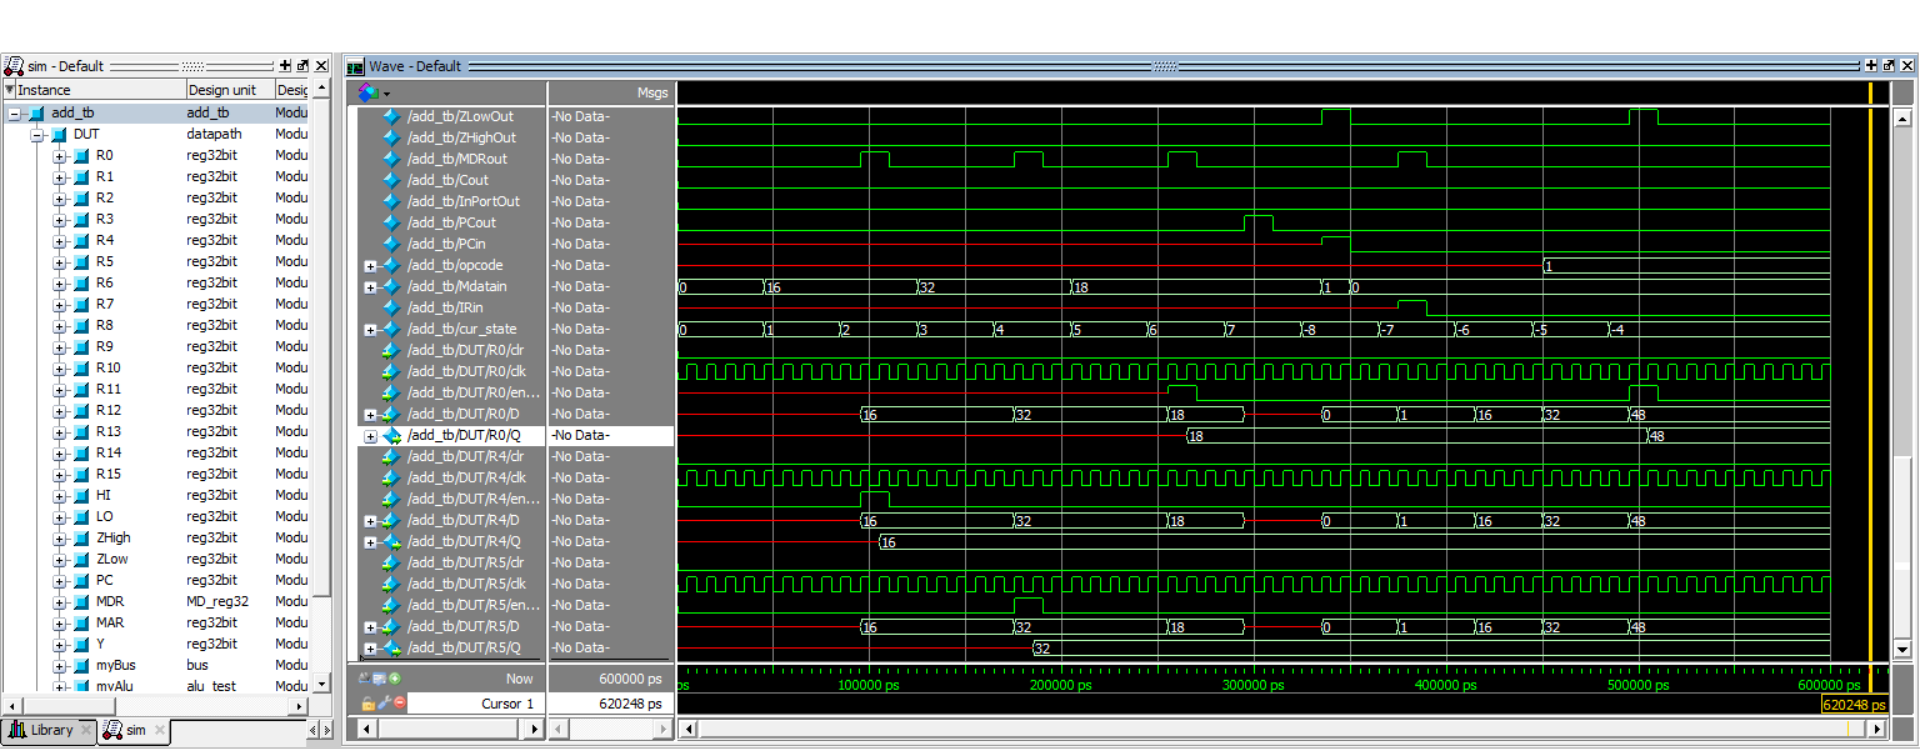 sim - Default
Instance Design unit Desig
add_tb add_tb Modu
DUT datapath Modu
R0 reg32bit Modu
R1 reg32bit Modu
R2 reg32bit Modu
R3 reg32bit Modu
R4 reg32bit Modu
R5 reg32bit Modu
R6 reg32bit Modu
R7 reg32bit Modu
R8 reg32bit Modu
R9 reg32bit Modu
R10 reg32bit Modu
R11 reg32bit Modu
R12 reg32bit Modu
R13 reg32bit Modu
R14 reg32bit Modu
R15 reg32bit Modu
HI reg32bit Modu
LO reg32bit Modu
ZHigh reg32bit Modu
ZLow reg32bit Modu
PC reg32bit Modu
MDR MD_reg32 Modu
MAR reg32bit Modu
Y reg32bit Modu
myBus bus Modu
myAlu alu_test Modu
Library sim
Wave - Default
Msgs
/add_tb/ZLowOut -No Data-
/add_tb/ZHighOut -No Data-
/add_tb/MDRout -No Data-
/add_tb/Cout -No Data-
/add_tb/InPortOut -No Data-
/add_tb/PCout -No Data-
/add_tb/PCin -No Data-
/add_tb/opcode -No Data- 1
/add_tb/Mdatain -No Data- 0 16 32 18 1 0
/add_tb/IRin -No Data-
/add_tb/cur_state -No Data- 0 1 2 3 4 5 6 7 -8 -7 -6 -5 -4
/add_tb/DUT/R0/clr -No Data-
/add_tb/DUT/R0/clk -No Data-
/add_tb/DUT/R0/en... -No Data-
/add_tb/DUT/R0/D -No Data- 16 32 18 0 1 16 32 48
/add_tb/DUT/R0/Q -No Data- 18 48
/add_tb/DUT/R4/clr -No Data-
/add_tb/DUT/R4/clk -No Data-
/add_tb/DUT/R4/en... -No Data-
/add_tb/DUT/R4/D -No Data- 16 32 18 0 1 16 32 48
/add_tb/DUT/R4/Q -No Data- 16
/add_tb/DUT/R5/clr -No Data-
/add_tb/DUT/R5/clk -No Data-
/add_tb/DUT/R5/en... -No Data-
/add_tb/DUT/R5/D -No Data- 16 32 18 0 1 16 32 48
/add_tb/DUT/R5/Q -No Data- 32
Now 600000 ps ps 100000 ps 200000 ps 300000 ps 400000 ps 500000 ps 600000 ps
Cursor 1 620248 ps 620248 ps